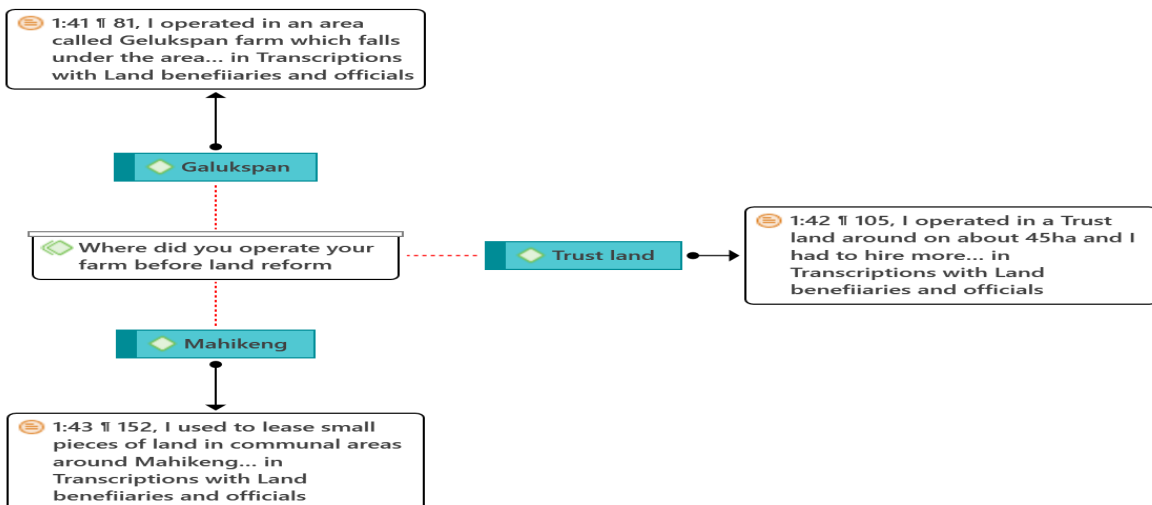 1:41 ¶ 81, I operated in an area
called Gelukspan farm which falls
under the area... in Transcriptions
with Land benefiiaries and officials
Galukspan
Where did you operate your
farm before land reform
Trust land
1:42 ¶ 105, I operated in a Trust
land around on about 45ha and I
had to hire more... in
Transcriptions with Land
benefiiaries and officials
Mahikeng
1:43 ¶ 152, I used to lease small
pieces of land in communal areas
around Mahikeng... in
Transcriptions with Land
benefiiaries and officials